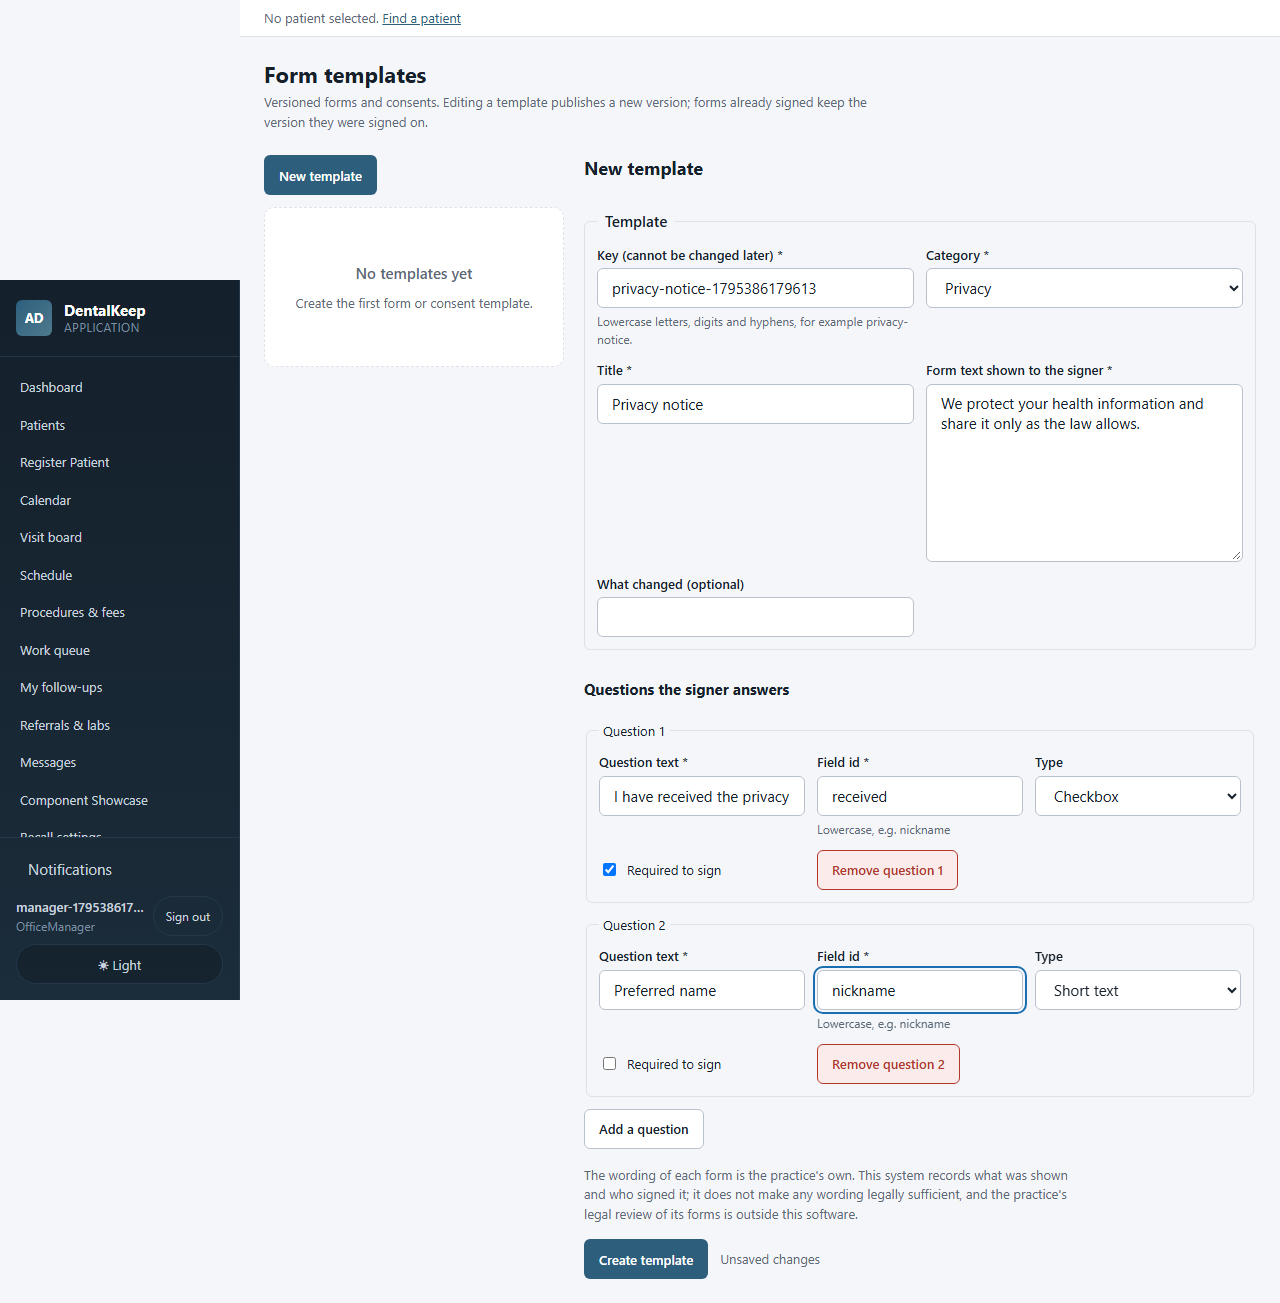 No patient selected. Find a patient
Form templates
Versioned forms and consents. Editing a template publishes a new version; forms already signed keep the
version they were signed on.
New template
No templates yet
Create the first form or consent template.
AD
DentalKeep
APPLICATION
Dashboard
Patients
Register Patient
Calendar
Visit board
Schedule
Procedures & fees
Work queue
My follow-ups
Referrals & labs
Messages
Component Showcase
Recall settings
Notifications
manager-179538617...
OfficeManager
Sign out
☀ Light
New template
Template
Key (cannot be changed later) *
privacy-notice-1795386179613
Lowercase letters, digits and hyphens, for example privacy-
notice.
Category *
Privacy
Title *
Privacy notice
Form text shown to the signer *
We protect your health information and
share it only as the law allows.
What changed (optional)
Questions the signer answers
Question 1
Question text *
I have received the privacy
Field id *
received
Lowercase, e.g. nickname
Type
Checkbox
Required to sign
Remove question 1
Question 2
Question text *
Preferred name
Field id *
nickname
Lowercase, e.g. nickname
Type
Short text
Required to sign
Remove question 2
Add a question
The wording of each form is the practice's own. This system records what was shown
and who signed it; it does not make any wording legally sufficient, and the practice's
legal review of its forms is outside this software.
Create template
Unsaved changes